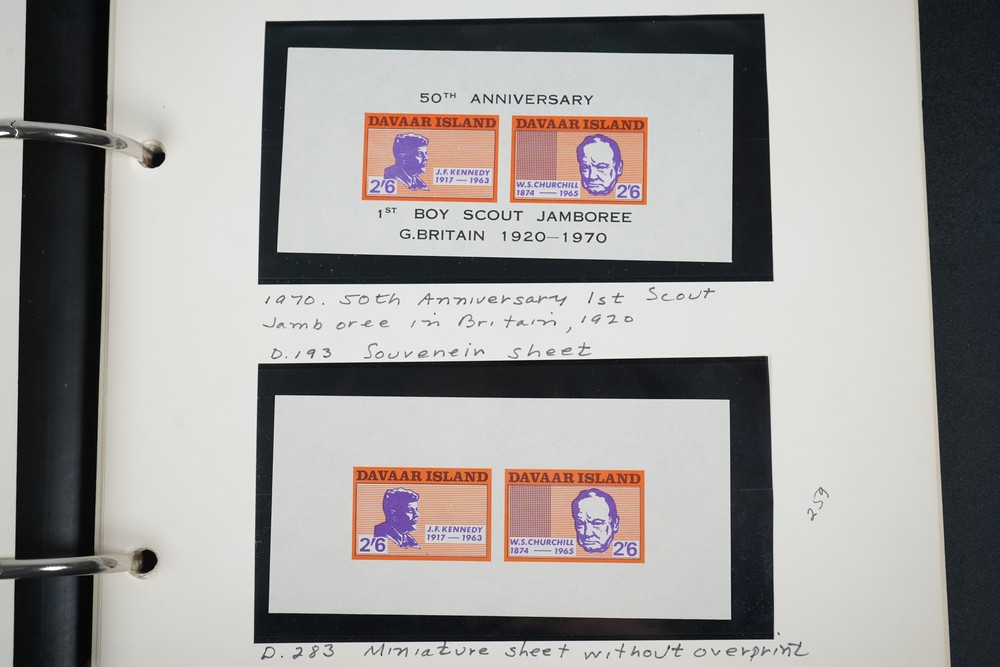 50TH ANNIVERSARY
DAVAAR ISLAND
J.F. KENNEDY
1917 — 1963
2'6
DAVAAR ISLAND
W.S. CHURCHILL
1874 — 1965
2'6
1ST BOY SCOUT JAMBOREE
G.BRITAIN 1920—1970
1970. 50th Anniversary 1st Scout
Jamboree in Britain, 1920
D.193 Souvenein sheet
DAVAAR ISLAND
J.F. KENNEDY
1917 — 1963
2'6
DAVAAR ISLAND
W.S. CHURCHILL
1874 — 1965
2'6
259
D.283 Miniature sheet without overprint